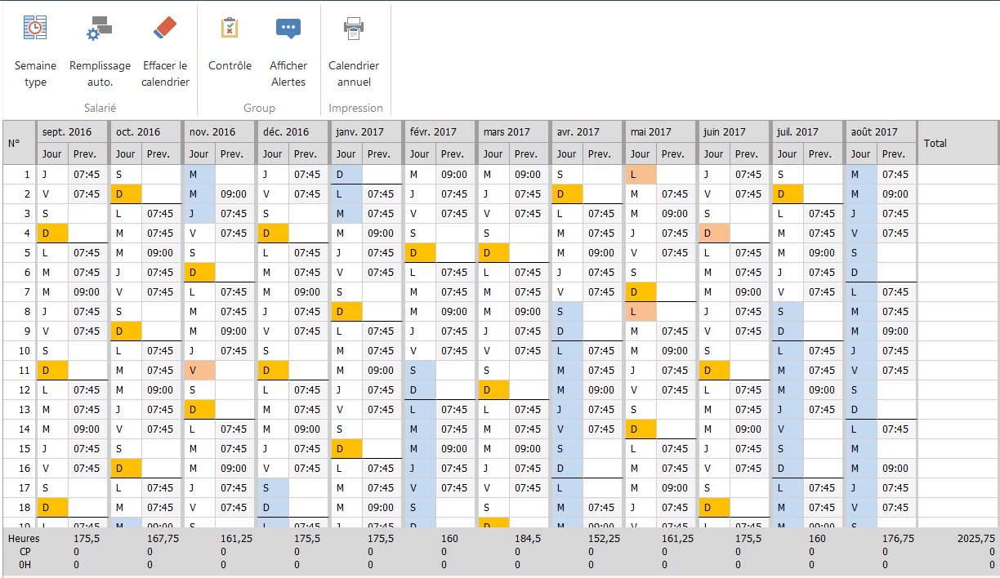 Semaine type
Remplissage auto.
Effacer le calendrier
Contrôle
Afficher Alertes
Calendrier annuel
Salarié
Group
Impression
N° sept. 2016 oct. 2016 nov. 2016 déc. 2016 janv. 2017 févr. 2017 mars 2017 avr. 2017 mai 2017 juin 2017 juil. 2017 août 2017 Total
Jour Prev. Jour Prev. Jour Prev. Jour Prev. Jour Prev. Jour Prev. Jour Prev. Jour Prev. Jour Prev. Jour Prev. Jour Prev. Jour Prev.
1 J 07:45 S M J 07:45 D M 09:00 M 09:00 S L J 07:45 S M 07:45
2 V 07:45 D M 09:00 V 07:45 L 07:45 J 07:45 J 07:45 D M 07:45 V 07:45 D M 09:00
3 S L 07:45 J 07:45 S M 07:45 V 07:45 V 07:45 L 07:45 M 09:00 S L 07:45 J 07:45
4 D M 07:45 V 07:45 D M 09:00 S S M 07:45 J 07:45 D M 07:45 V 07:45
5 L 07:45 M 09:00 S L 07:45 J 07:45 D D M 09:00 V 07:45 L 07:45 M 09:00 S
6 M 07:45 J 07:45 D M 07:45 V 07:45 L 07:45 L 07:45 J 07:45 S M 07:45 J 07:45 D
7 M 09:00 V 07:45 L 07:45 M 09:00 S M 07:45 M 07:45 V 07:45 D M 09:00 V 07:45 L 07:45
8 J 07:45 S M 07:45 J 07:45 D M 09:00 M 09:00 S L J 07:45 S M 07:45
9 V 07:45 D M 09:00 V 07:45 L 07:45 J 07:45 J 07:45 D M 07:45 V 07:45 D M 09:00
10 S L 07:45 J 07:45 S M 07:45 V 07:45 V 07:45 L 07:45 M 09:00 S L 07:45 J 07:45
11 D M 07:45 V D M 09:00 S S M 07:45 J 07:45 D M 07:45 V 07:45
12 L 07:45 M 09:00 S L 07:45 J 07:45 D D M 09:00 V 07:45 L 07:45 M 09:00 S
13 M 07:45 J 07:45 D M 07:45 V 07:45 L 07:45 L 07:45 J 07:45 S M 07:45 J 07:45 D
14 M 09:00 V 07:45 L 07:45 M 09:00 S M 07:45 M 07:45 V 07:45 D M 09:00 V L 07:45
15 J 07:45 S M 07:45 J 07:45 D M 09:00 M 09:00 S L 07:45 J 07:45 S M
16 V 07:45 D M 09:00 V 07:45 L 07:45 J 07:45 J 07:45 D M 07:45 V 07:45 D M 09:00
17 S L 07:45 J 07:45 S M 07:45 V 07:45 V 07:45 L M 09:00 S L 07:45 J 07:45
18 D M 07:45 V 07:45 D M 09:00 S S M 07:45 J 07:45 D M 07:45 V 07:45
Heures 175,5 167,75 161,25 175,5 175,5 160 184,5 152,25 161,25 175,5 160 176,75 2025,75
CP 0 0 0 0 0 0 0 0 0 0 0 0 0
0H 0 0 0 0 0 0 0 0 0 0 0 0 0